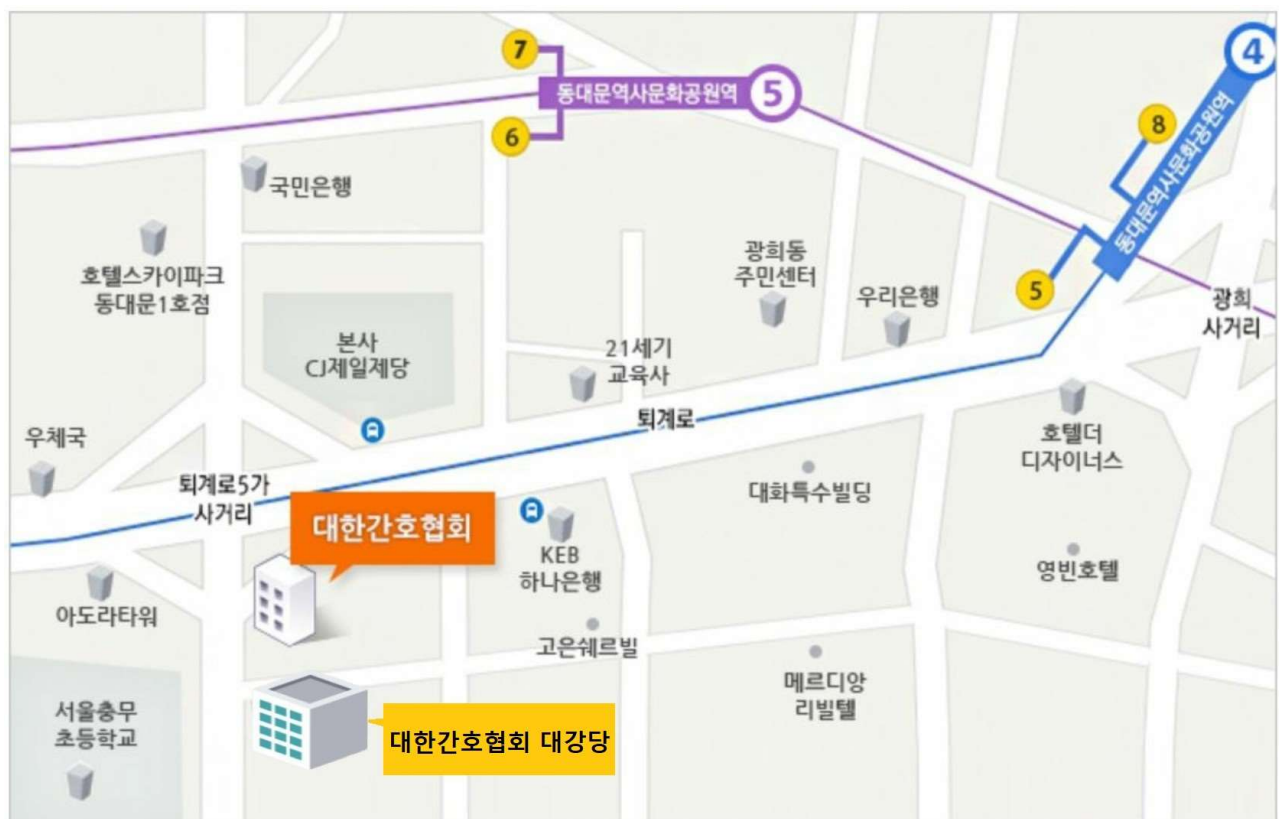 7
동대문역사문화공원역 5
6
4
동대문역사문화공원역
8
5
국민은행
호텔스카이파크
동대문1호점
광희동
주민센터
우리은행
광희
사거리
본사
CJ제일제당
21세기
교육사
퇴계로
호텔더
디자이너스
우체국
퇴계로5가
사거리
대한간호협회
대화특수빌딩
KEB
하나은행
영빈호텔
아도라타워
고은쉐르빌
메르디앙
리빌텔
서울충무
초등학교
대한간호협회 대강당